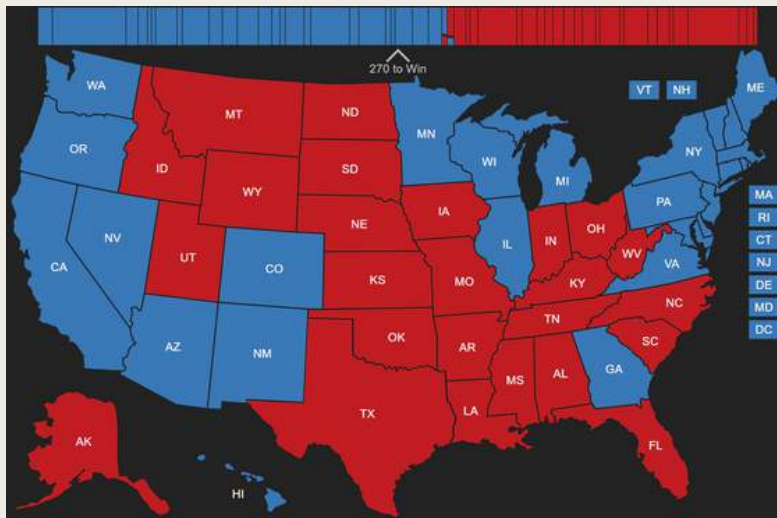 270 to Win
WA
MT
ND
MN
VT
NH
ME
OR
ID
WY
SD
WI
MI
NY
NV
UT
CO
NE
IA
IL
IN
OH
PA
MA
RI
CT
NJ
DE
MD
DC
CA
KS
MO
KY
WV
VA
AZ
NM
OK
AR
TN
NC
SC
TX
LA
MS
AL
GA
FL
AK
HI